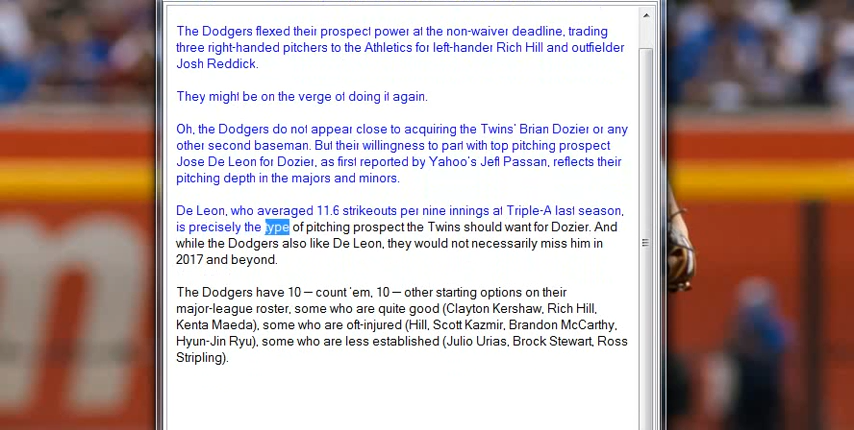 The Dodgers flexed their prospect power at the non-waiver deadline, trading
three right-handed pitchers to the Athletics for left-hander Rich Hill and outfielder
Josh Reddick.
They might be on the verge of doing it again.
Oh, the Dodgers do not appear close to acquiring the Twins' Brian Dozier or any
other second baseman. But their willingness to part with top pitching prospect
Jose De Leon for Dozier, as first reported by Yahoo's Jeff Passan, reflects their
pitching depth in the majors and minors.
De Leon, who averaged 11.6 strikeouts per nine innings at Triple-A last season,
is precisely the type of pitching prospect the Twins should want for Dozier. And
while the Dodgers also like De Leon, they would not necessarily miss him in
2017 and beyond.
The Dodgers have 10 — count 'em, 10 — other starting options on their
major-league roster, some who are quite good (Clayton Kershaw, Rich Hill,
Kenta Maeda), some who are oft-injured (Hill, Scott Kazmir, Brandon McCarthy,
Hyun-Jin Ryu), some who are less established (Julio Urias, Brock Stewart, Ross
Stripling).